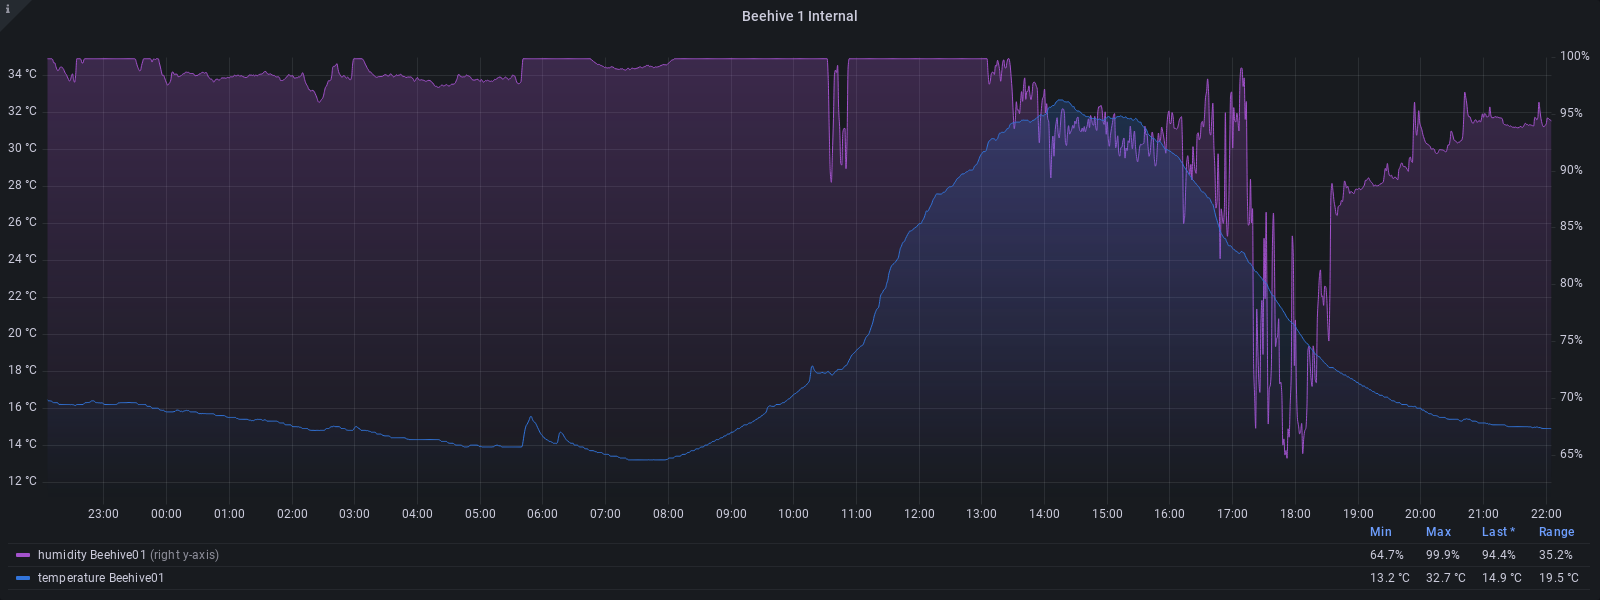 i
Beehive 1 Internal
34 °C
32 °C
30 °C
28 °C
26 °C
24 °C
22 °C
20 °C
18 °C
16 °C
14 °C
12 °C
100%
95%
90%
85%
80%
75%
70%
65%
23:00 00:00 01:00 02:00 03:00 04:00 05:00 06:00 07:00 08:00 09:00 10:00 11:00 12:00 13:00 14:00 15:00 16:00 17:00 18:00 19:00 20:00 21:00 22:00
Min Max Last * Range
humidity Beehive01 (right y-axis) 64.7% 99.9% 94.4% 35.2%
temperature Beehive01 13.2 °C 32.7 °C 14.9 °C 19.5 °C